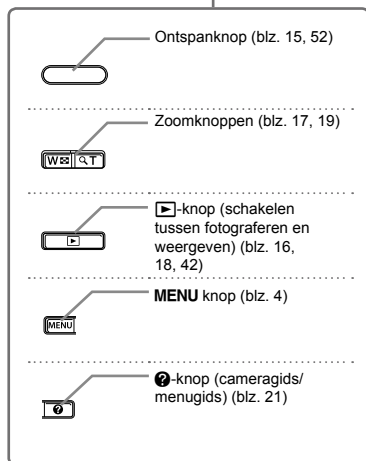 Ontspanknop (blz. 15, 52)
Zoomknoppen (blz. 17, 19)
W T
-knop (schakelen
tussen fotograferen en
weergeven) (blz. 16,
18, 42)
MENU knop (blz. 4)
MENU
?-knop (cameragids/
menugids) (blz. 21)
?